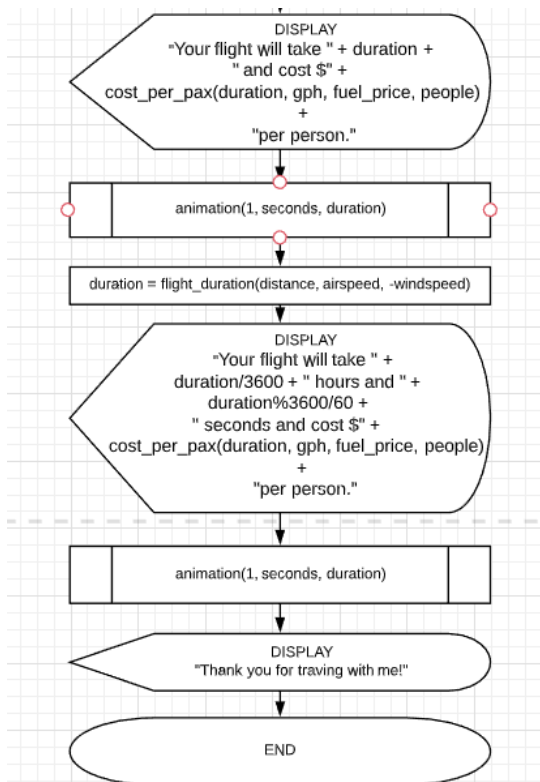 DISPLAY
"Your flight will take " + duration +
" and cost $" +
cost_per_pax(duration, gph, fuel_price, people)
+
"per person."
animation(1, seconds, duration)
duration = flight_duration(distance, airspeed, -windspeed)
DISPLAY
"Your flight will take " +
duration/3600 + " hours and " +
duration%3600/60 +
" seconds and cost $" +
cost_per_pax(duration, gph, fuel_price, people)
+
"per person."
animation(1, seconds, duration)
DISPLAY
"Thank you for traving with me!"
END